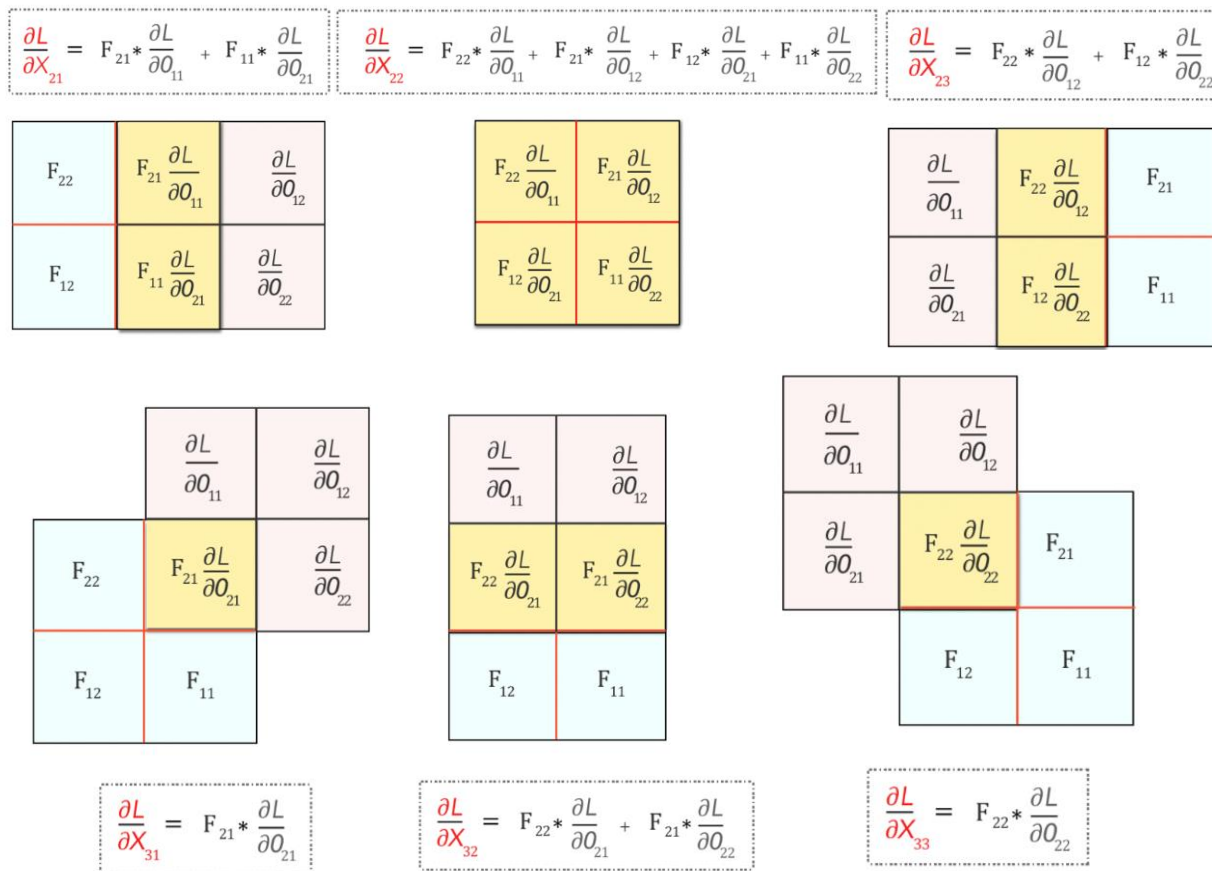 ∂L/∂X₂₁ = F₂₁ * ∂L/∂O₁₁ + F₁₁ * ∂L/∂O₂₁
∂L/∂X₂₂ = F₂₂ * ∂L/∂O₁₁ + F₂₁ * ∂L/∂O₁₂ + F₁₂ * ∂L/∂O₂₁ + F₁₁ * ∂L/∂O₂₂
∂L/∂X₂₃ = F₂₂ * ∂L/∂O₁₂ + F₁₂ * ∂L/∂O₂₂
F₂₂ F₂₁ ∂L/∂O₁₁ ∂L/∂O₁₂
F₁₂ F₁₁ ∂L/∂O₂₁ ∂L/∂O₂₂
F₂₂ ∂L/∂O₁₁ F₂₁ ∂L/∂O₁₂
F₁₂ ∂L/∂O₂₁ F₁₁ ∂L/∂O₂₂
∂L/∂O₁₁ F₂₂ ∂L/∂O₁₂ F₂₁
∂L/∂O₂₁ F₁₂ ∂L/∂O₂₂ F₁₁
∂L/∂O₁₁ ∂L/∂O₁₂
F₂₂ F₂₁ ∂L/∂O₂₁ ∂L/∂O₂₂
F₁₂ F₁₁
∂L/∂O₁₁ ∂L/∂O₁₂
F₂₂ ∂L/∂O₂₁ F₂₁ ∂L/∂O₂₂
F₁₂ F₁₁
∂L/∂O₁₁ ∂L/∂O₁₂
∂L/∂O₂₁ F₂₂ ∂L/∂O₂₂ F₂₁
F₁₂ F₁₁
∂L/∂X₃₁ = F₂₁ * ∂L/∂O₂₁
∂L/∂X₃₂ = F₂₂ * ∂L/∂O₂₁ + F₂₁ * ∂L/∂O₂₂
∂L/∂X₃₃ = F₂₂ * ∂L/∂O₂₂